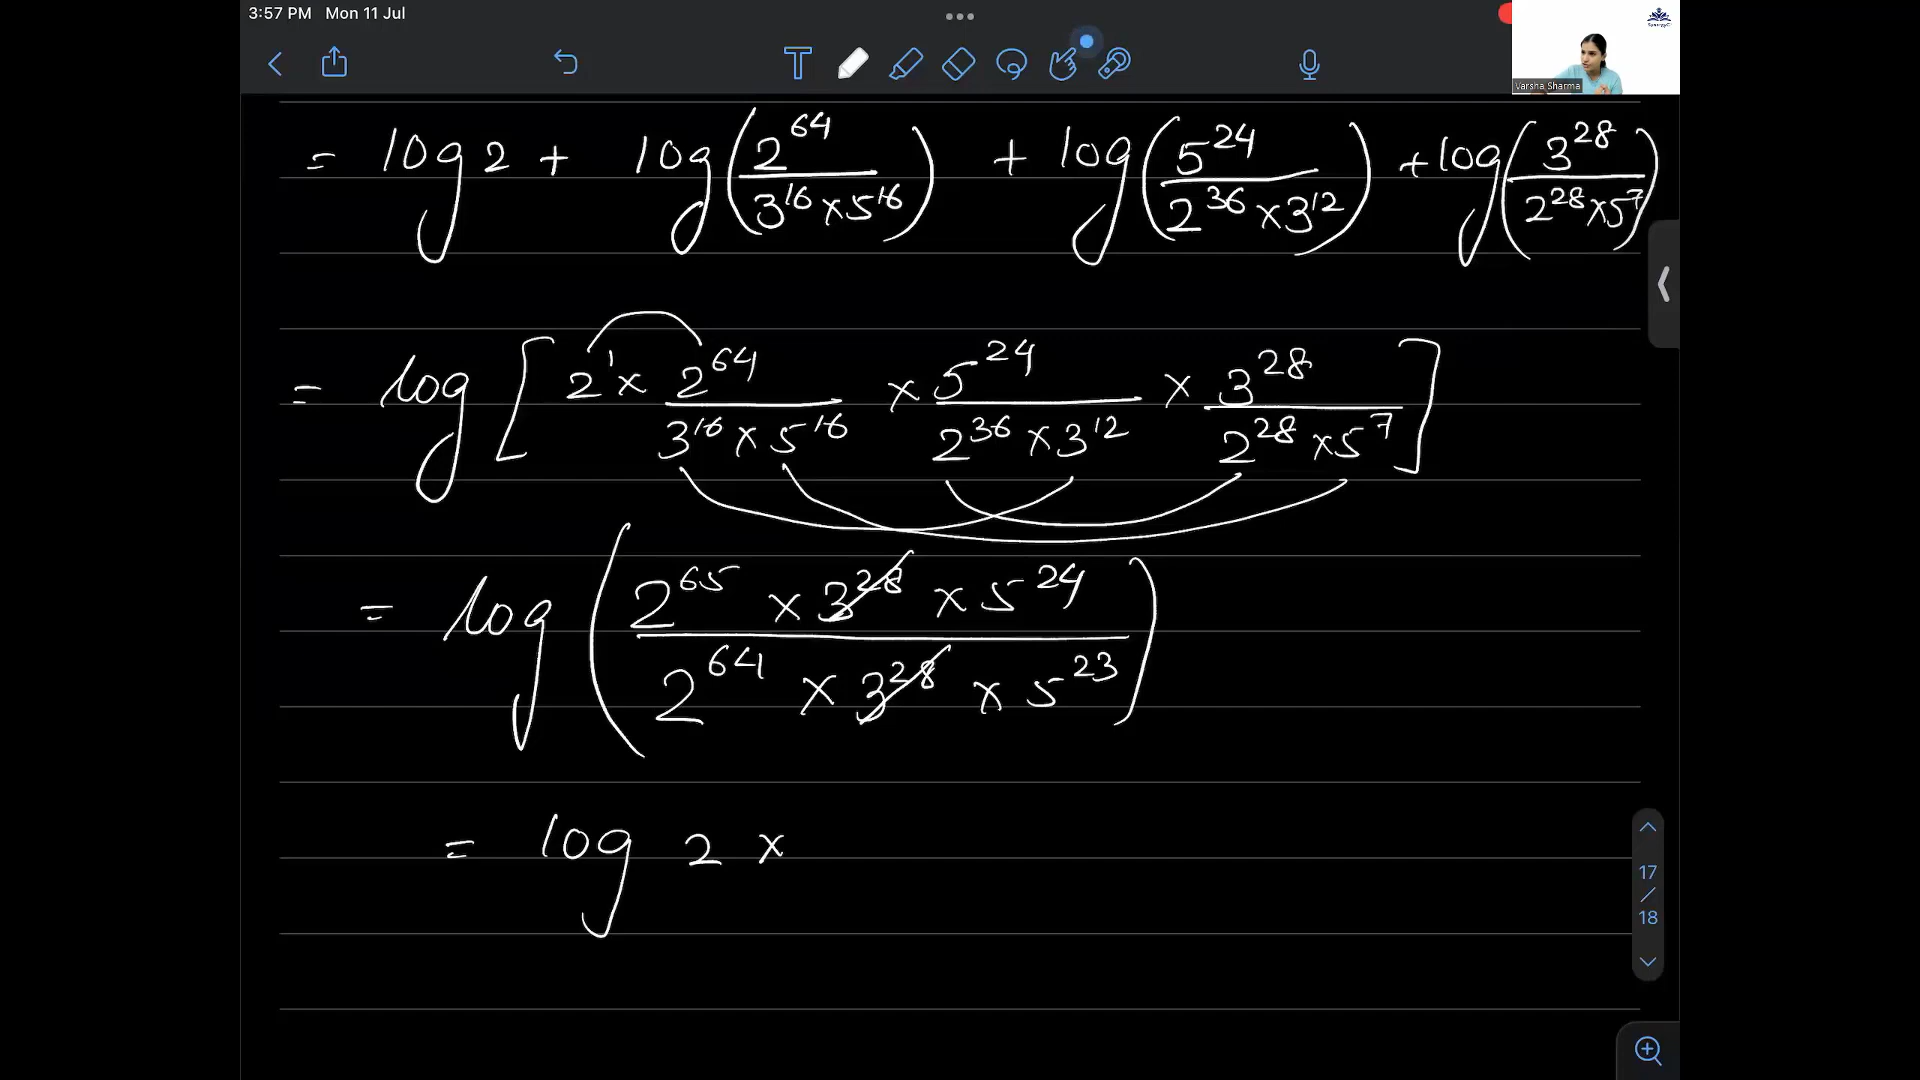 3:57 PM Mon 11 Jul
Varsha Sharma
= log 2 + log(2^64 / 3^16 × 5^16) + log(5^24 / 2^36 × 3^12) + log(3^28 / 2^28 × 5^7)
= log[2^1 × 2^64 / 3^16 × 5^16 × 5^24 / 2^36 × 3^12 × 3^28 / 2^28 × 5^7]
= log(2^65 × 3^28 × 5^24 / 2^64 × 3^28 × 5^23)
= log 2 ×
17
/
18